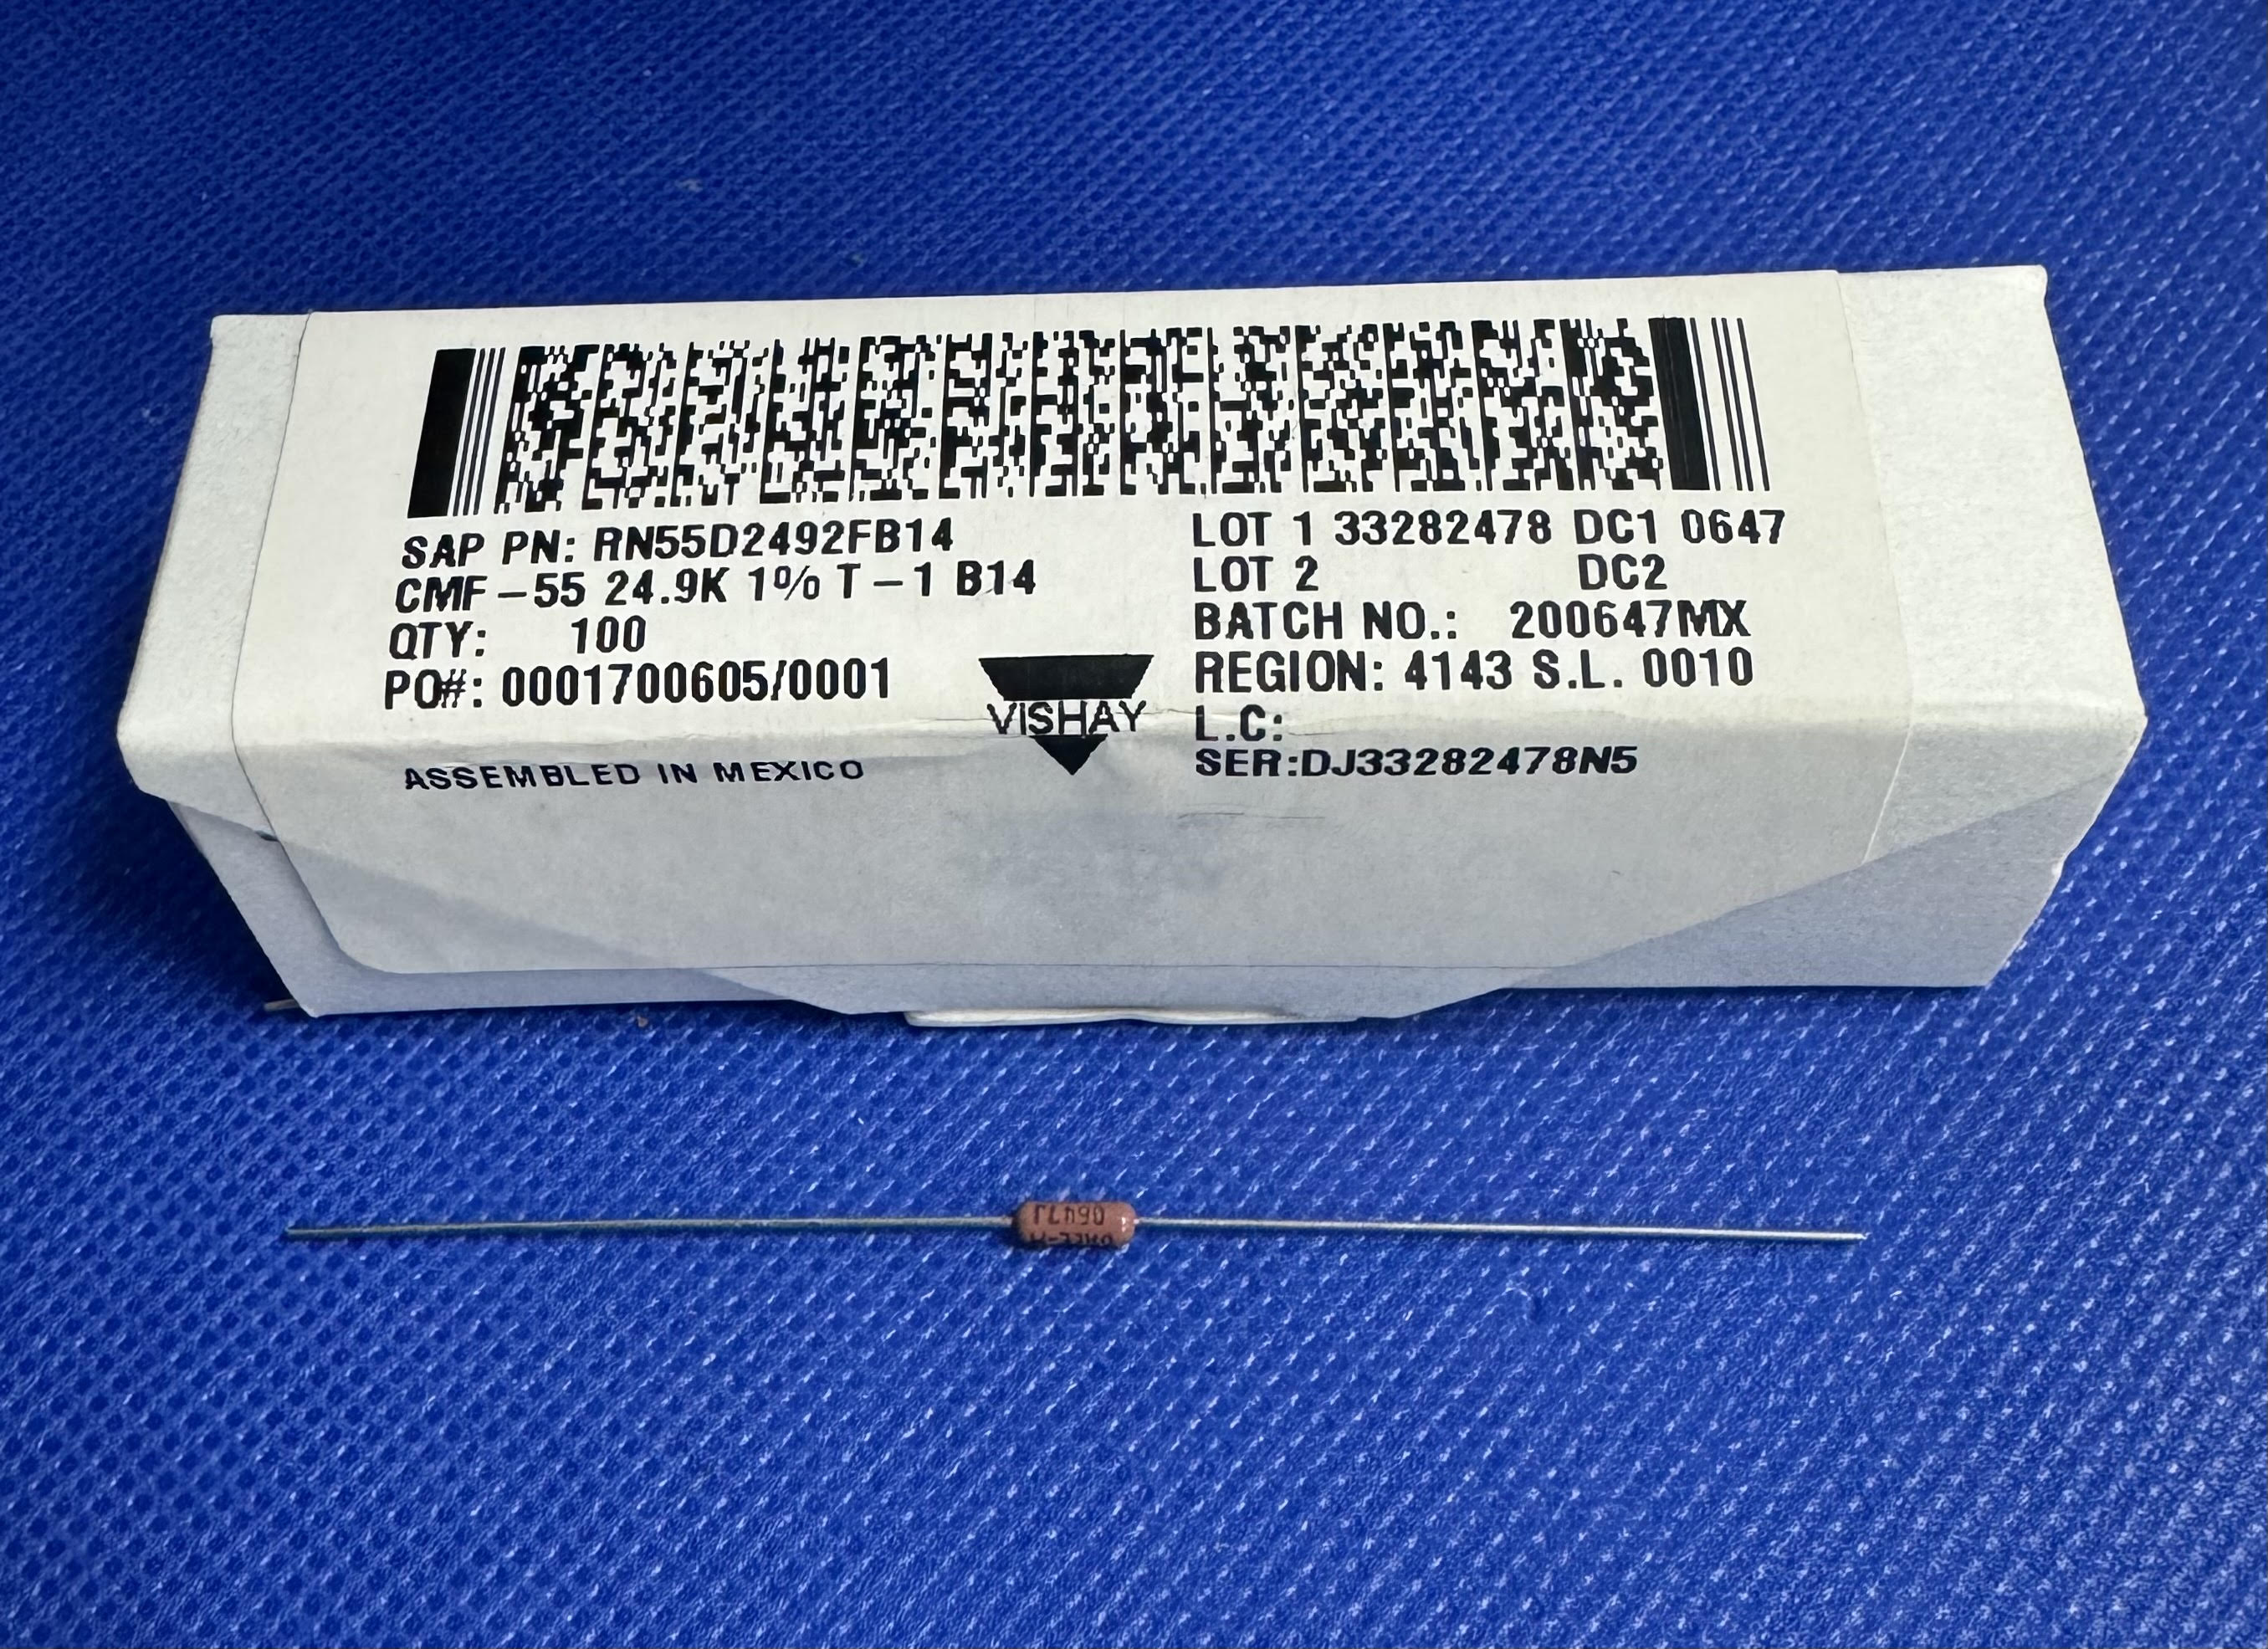 SAP PN: RN55D2492FB14
CMF-55 24.9K 1% T-1 B14
QTY: 100
PO#: 0001700605/0001
ASSEMBLED IN MEXICO
VISHAY
LOT 1 33282478 DC1 0647
LOT 2 DC2
BATCH NO.: 200647MX
REGION: 4143 S.L. 0010
L.C:
SER:DJ33282478N5
0647J